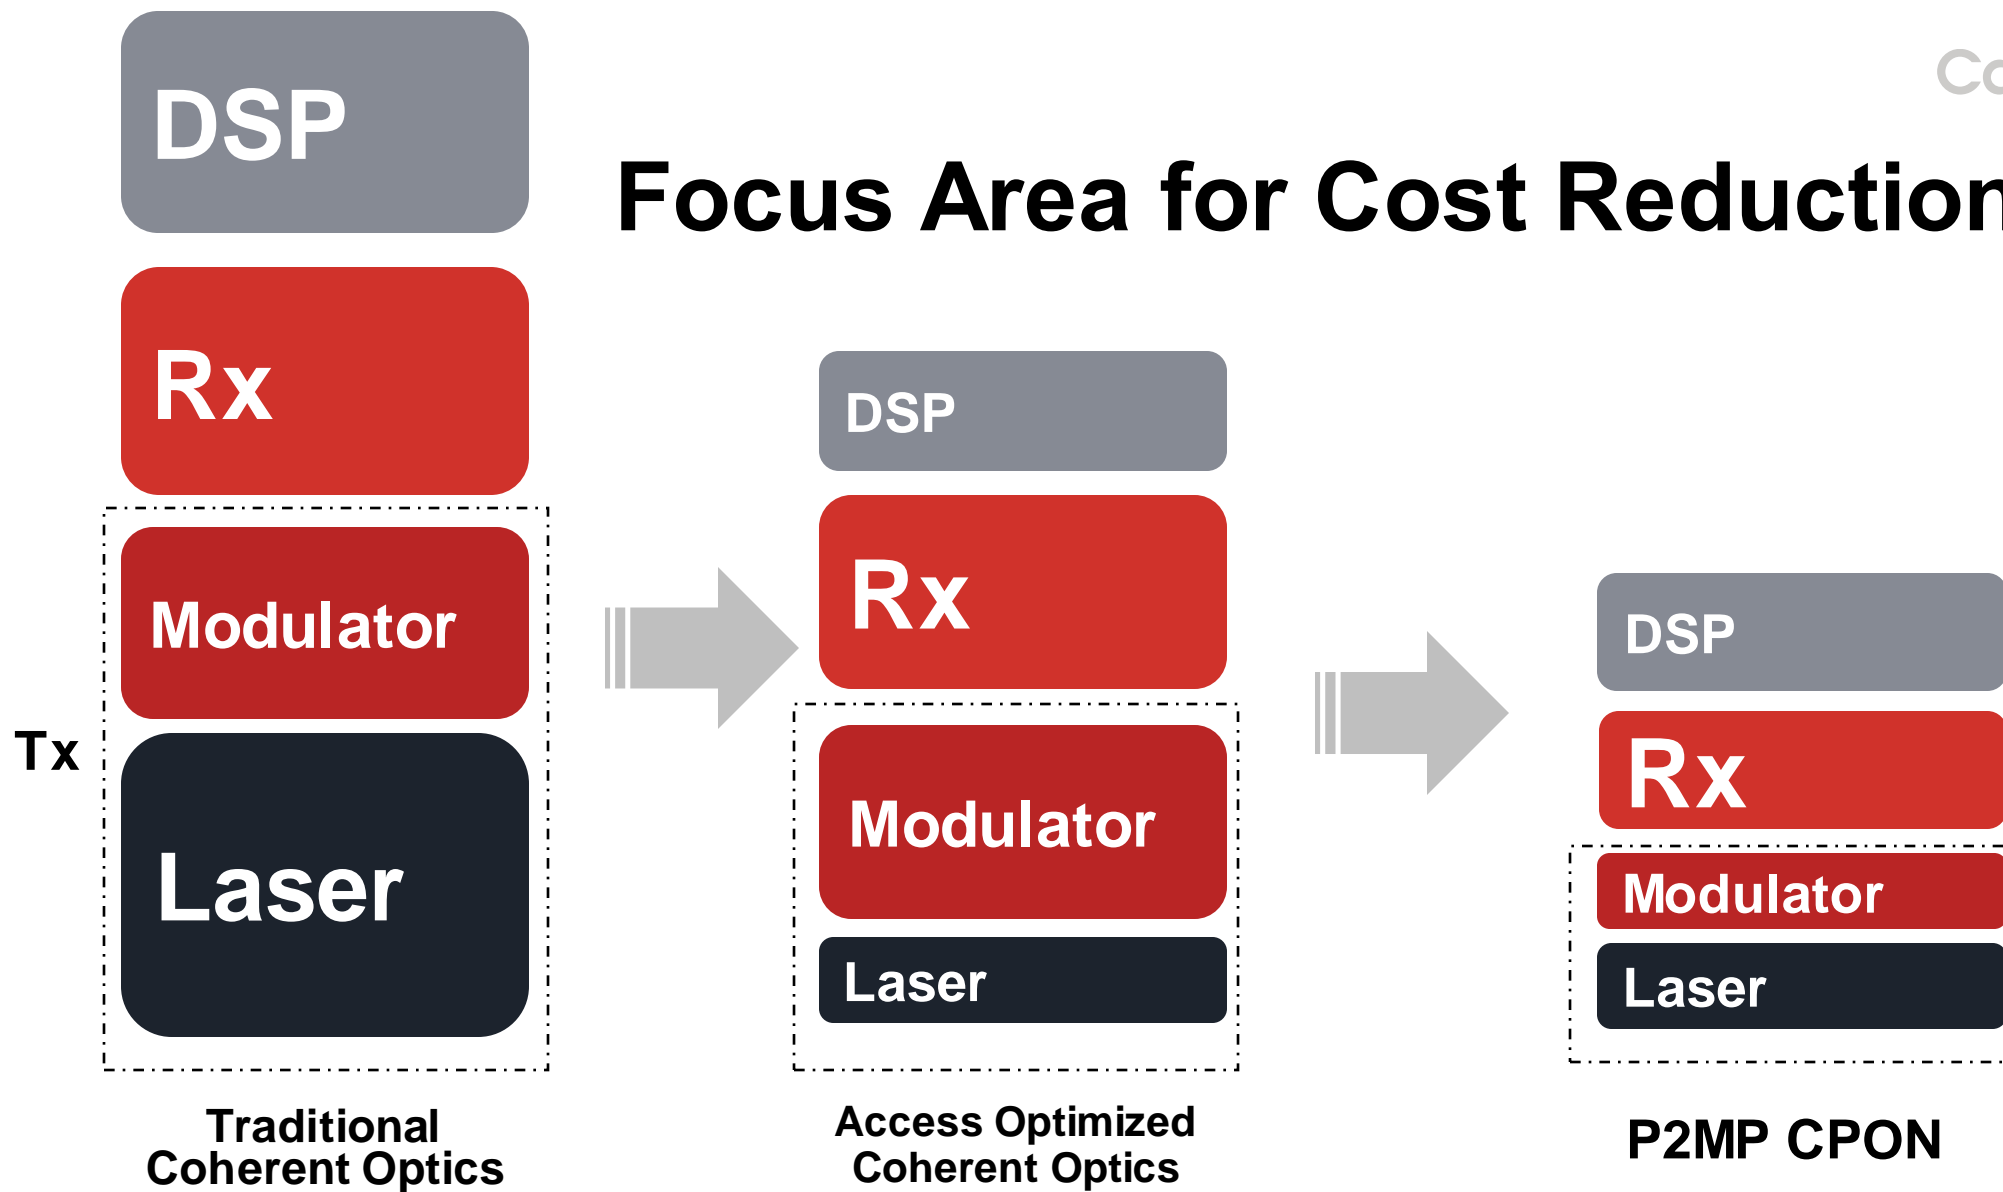 Focus Area for Cost Reduction
DSP
Rx
Modulator
Laser
Tx
Traditional
Coherent Optics
DSP
Rx
Modulator
Laser
Access Optimized
Coherent Optics
DSP
Rx
Modulator
Laser
P2MP CPON